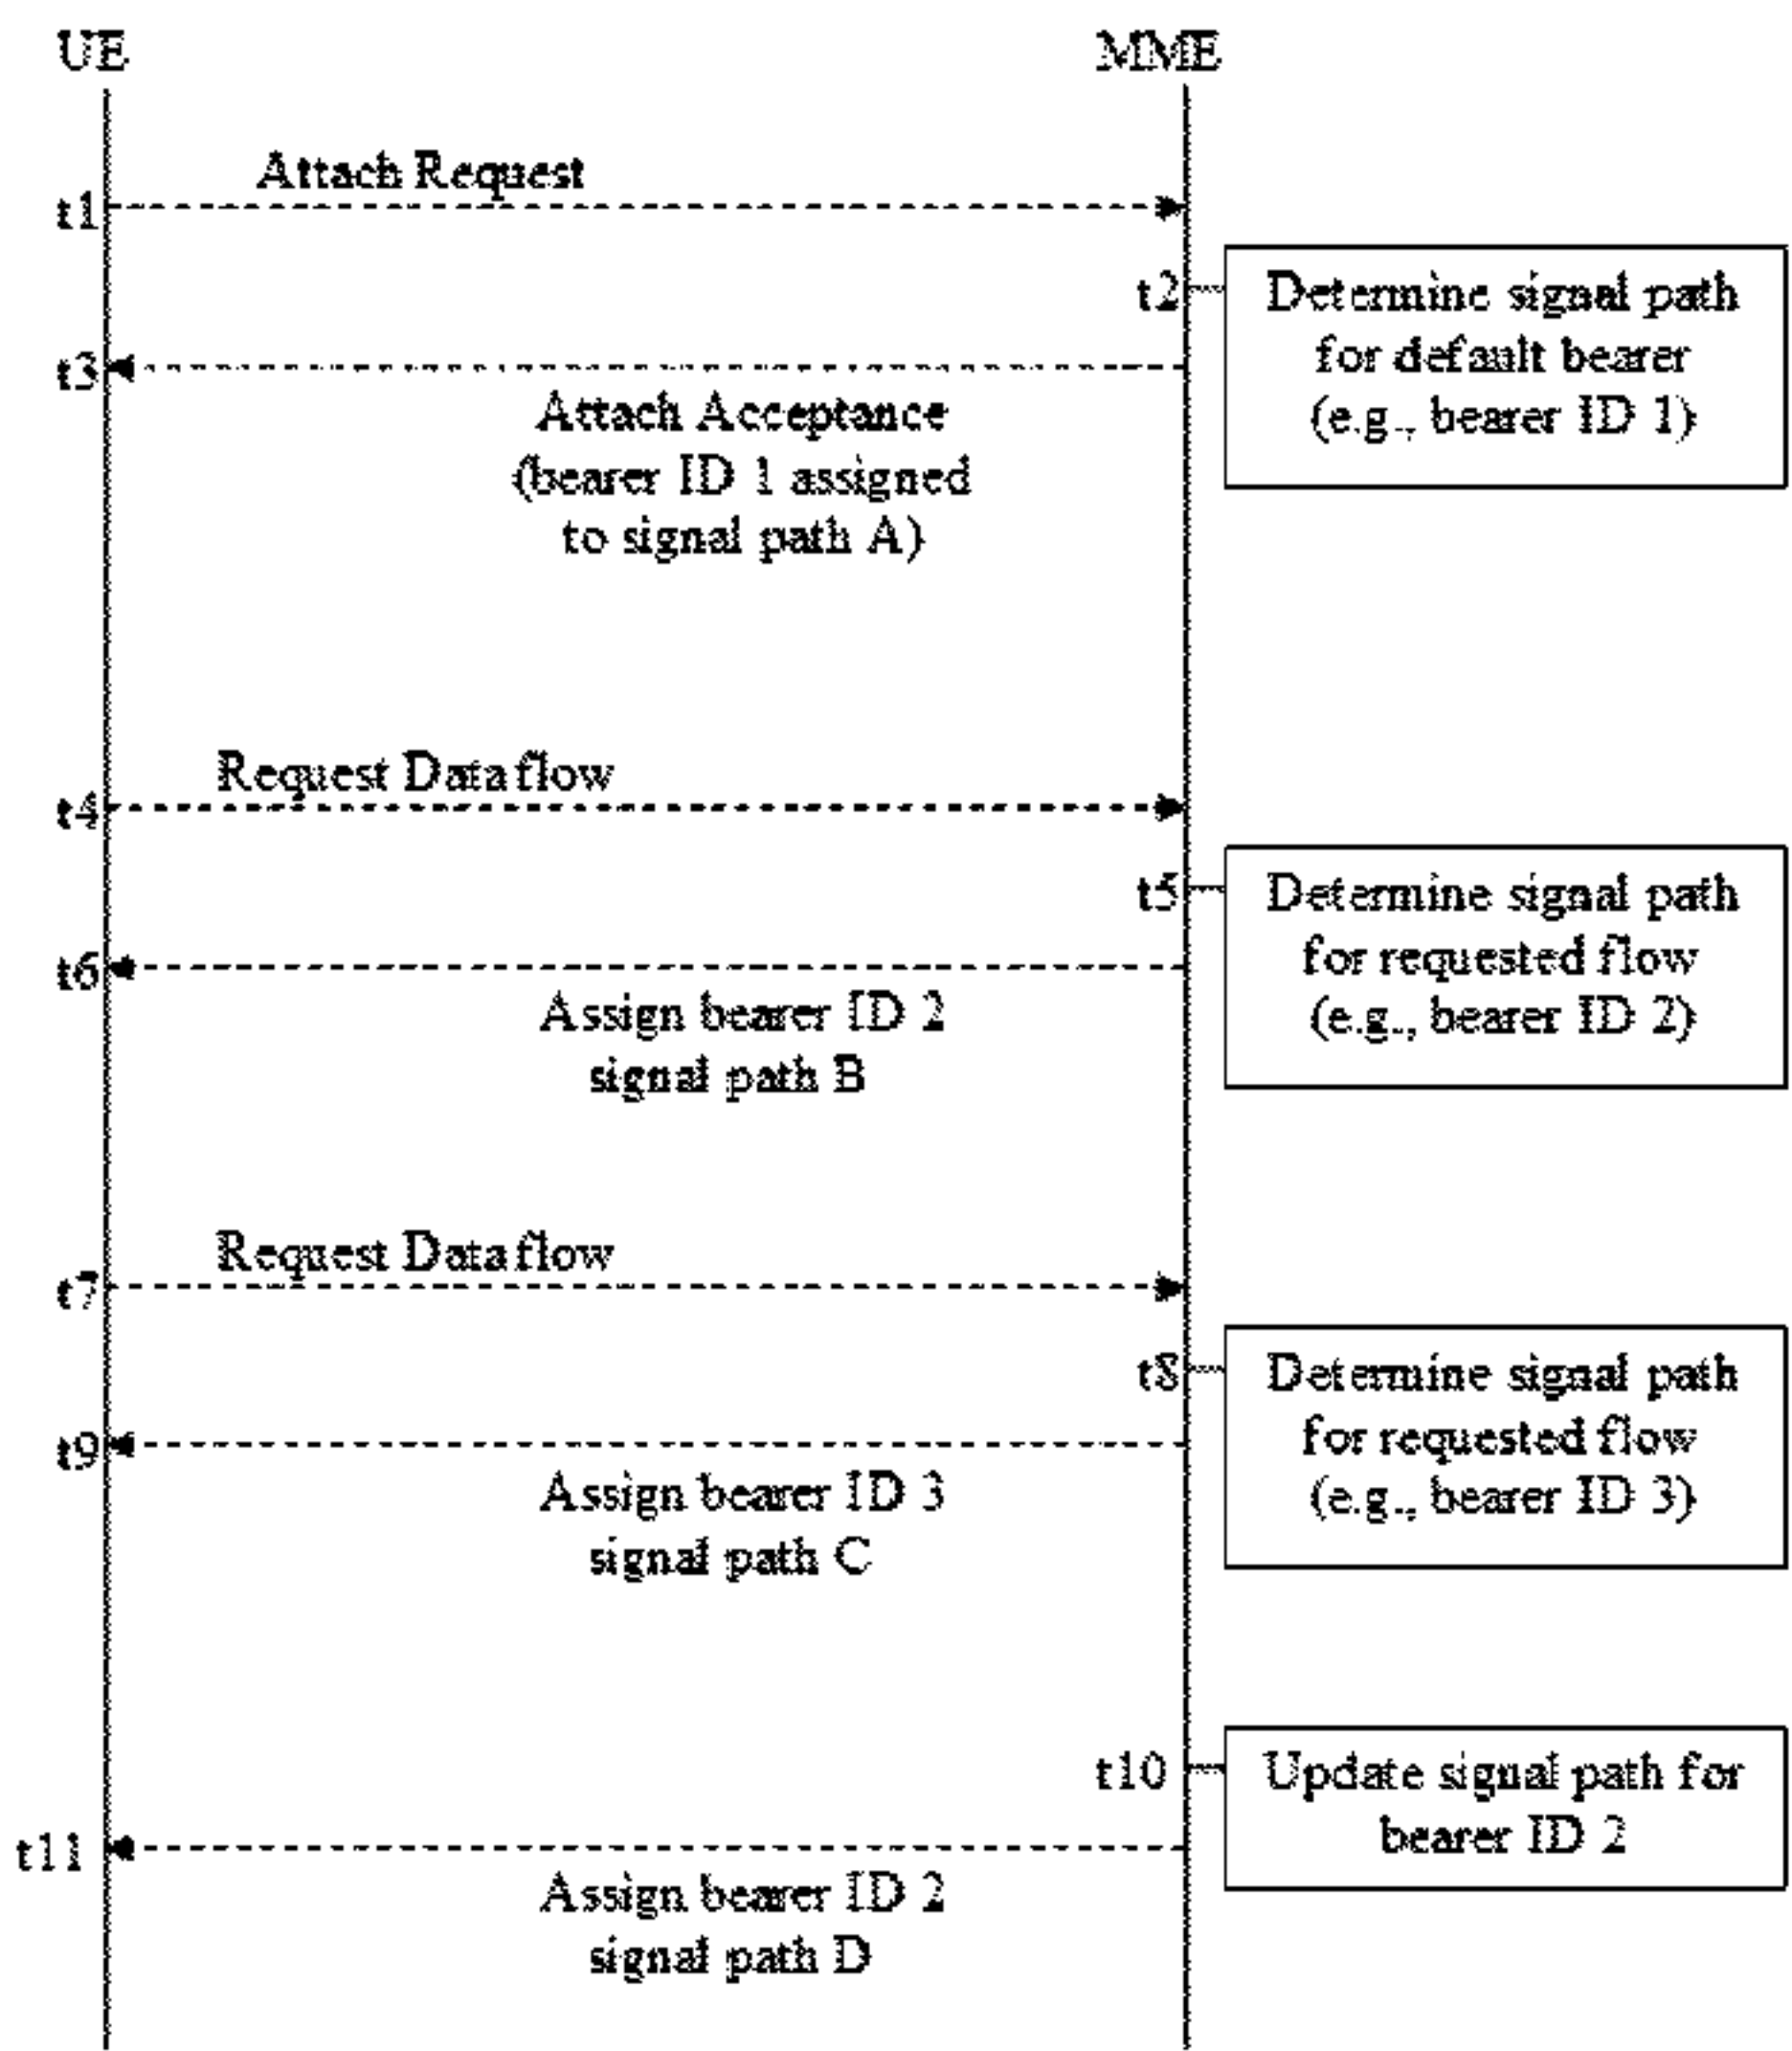 UE
MME
Attach Request
t1
t2
Determine signal path
for default bearer
(e.g., bearer ID 1)
t3
Attach Acceptance
(bearer ID 1 assigned
to signal path A)
Request Data flow
t4
t5
Determine signal path
for requested flow
(e.g., bearer ID 2)
t6
Assign bearer ID 2
signal path B
Request Data flow
t7
t8
Determine signal path
for requested flow
(e.g., bearer ID 3)
t9
Assign bearer ID 3
signal path C
t10
Update signal path for
bearer ID 2
t11
Assign bearer ID 2
signal path D